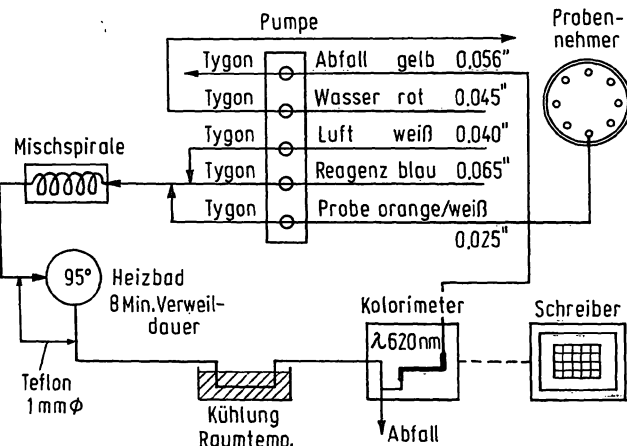 Pumpe
Proben-
nehmer
Tygon Abfall gelb 0.056"
Tygon Wasser rot 0.045"
Tygon Luft weiß 0.040"
Tygon Reagenz blau 0.065"
Tygon Probe orange/weiß
0,025"
Mischspirale
95°
Heizbad
8 Min. Verweil-
dauer
Teflon
1 mm ϕ
Kühlung
Raumtemp.
Kolorimeter
λ 620 nm
Abfall
Schreiber